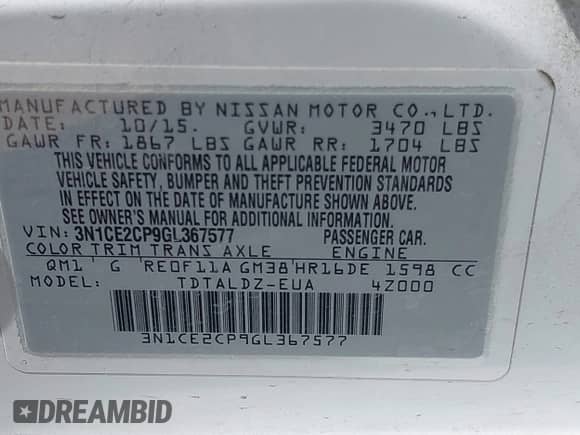 MANUFACTURED BY NISSAN MOTOR CO., LTD.
DATE: 10/15. GVWR: 3470 LBS
GAWR FR: 1867 LBS GAWR RR: 1704 LBS
THIS VEHICLE CONFORMS TO ALL APPLICABLE FEDERAL MOTOR
VEHICLE SAFETY, BUMPER AND THEFT PREVENTION STANDARDS
IN EFFECT ON THE DATE OF MANUFACTURE SHOWN ABOVE.
SEE OWNER'S MANUAL FOR ADDITIONAL INFORMATION.
VIN: 3N1CE2CP9GL367577 PASSENGER CAR.
COLOR TRIM TRANS AXLE ENGINE
QM1 G RE0F11A GM38 HR16DE 1598 CC
MODEL: TDTALDZ-EUA 4Z000
3N1CE2CP9GL367577
DREAMBID